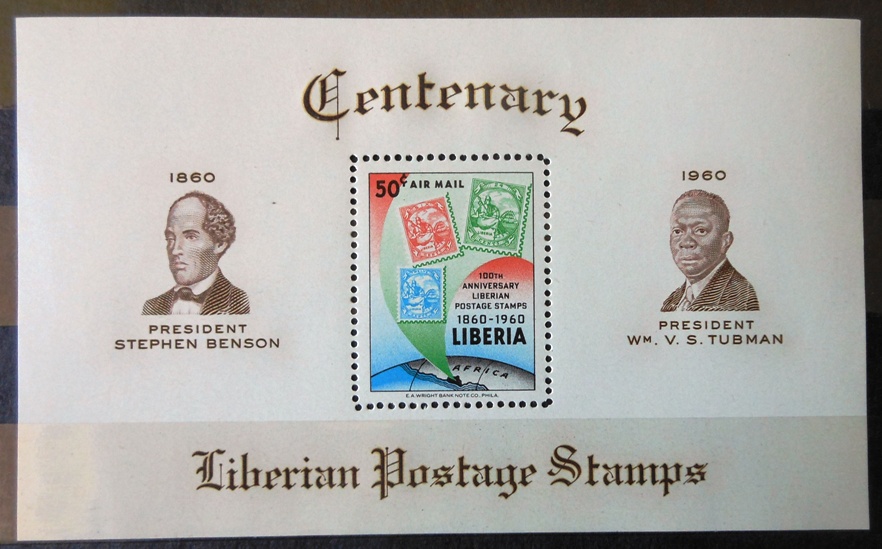 Centenary
1860
PRESIDENT
STEPHEN BENSON
50¢ AIR MAIL
100TH
ANNIVERSARY
LIBERIAN
POSTAGE STAMPS
1860-1960
LIBERIA
AFRICA
E.A. WRIGHT BANK NOTE CO., PHILA.
1960
PRESIDENT
WM. V. S. TUBMAN
Liberian Postage Stamps